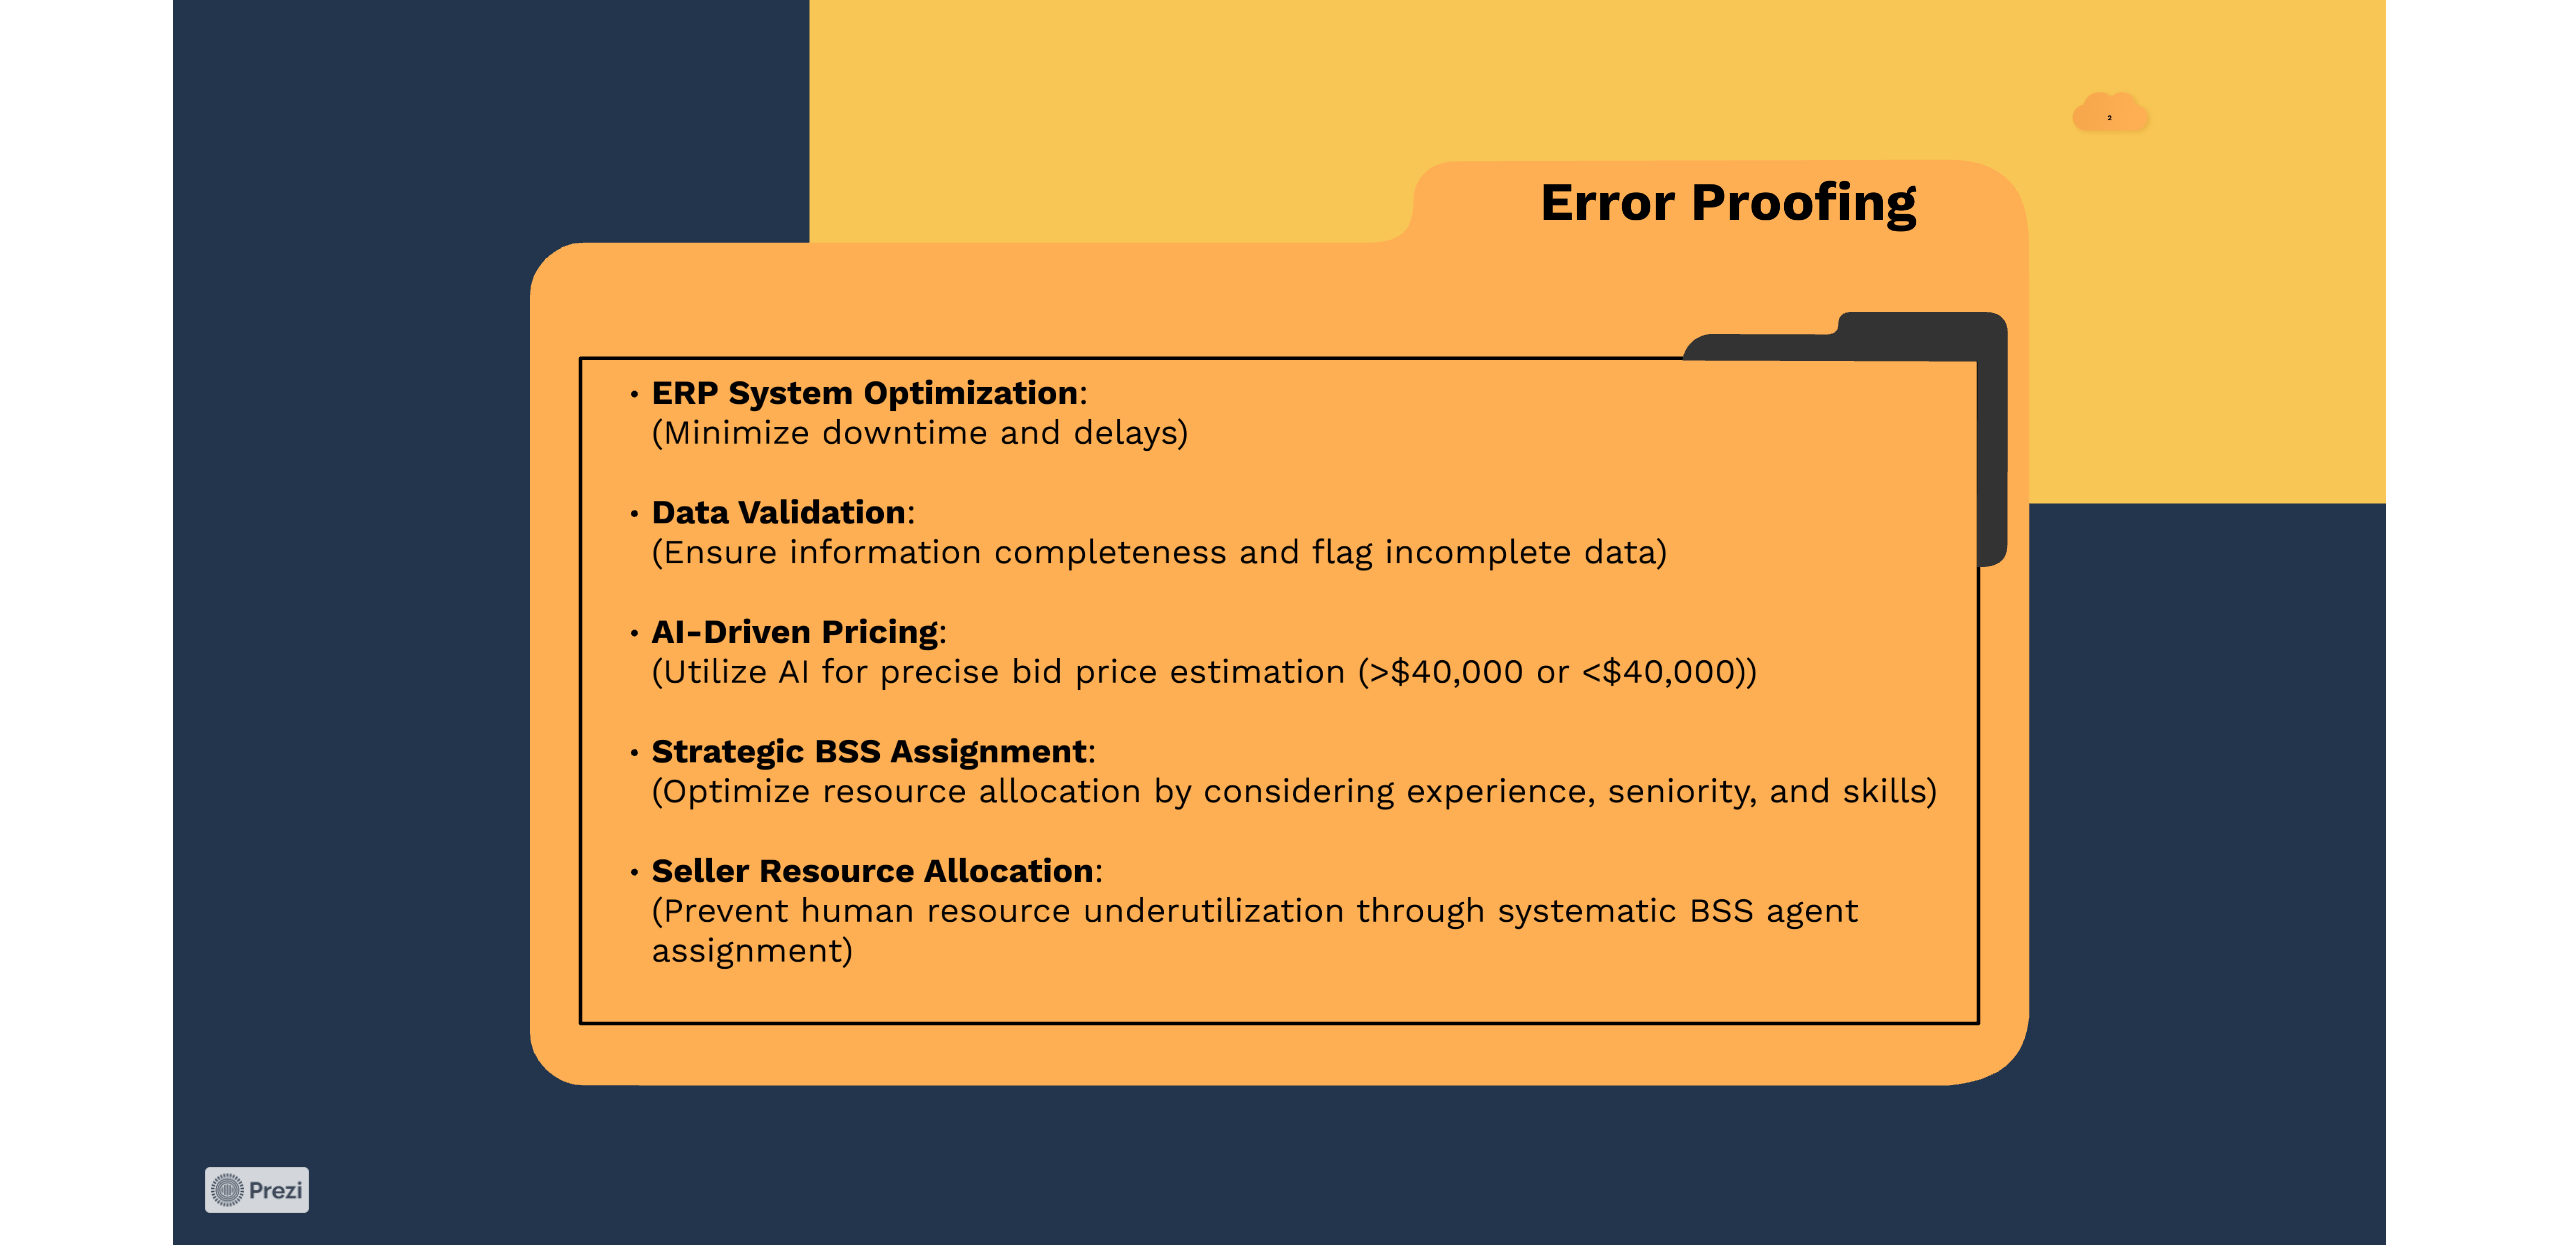 2
Error Proofing
• ERP System Optimization:
(Minimize downtime and delays)
• Data Validation:
(Ensure information completeness and flag incomplete data)
• AI-Driven Pricing:
(Utilize AI for precise bid price estimation (>$40,000 or <$40,000))
• Strategic BSS Assignment:
(Optimize resource allocation by considering experience, seniority, and skills)
• Seller Resource Allocation:
(Prevent human resource underutilization through systematic BSS agent
assignment)
Prezi